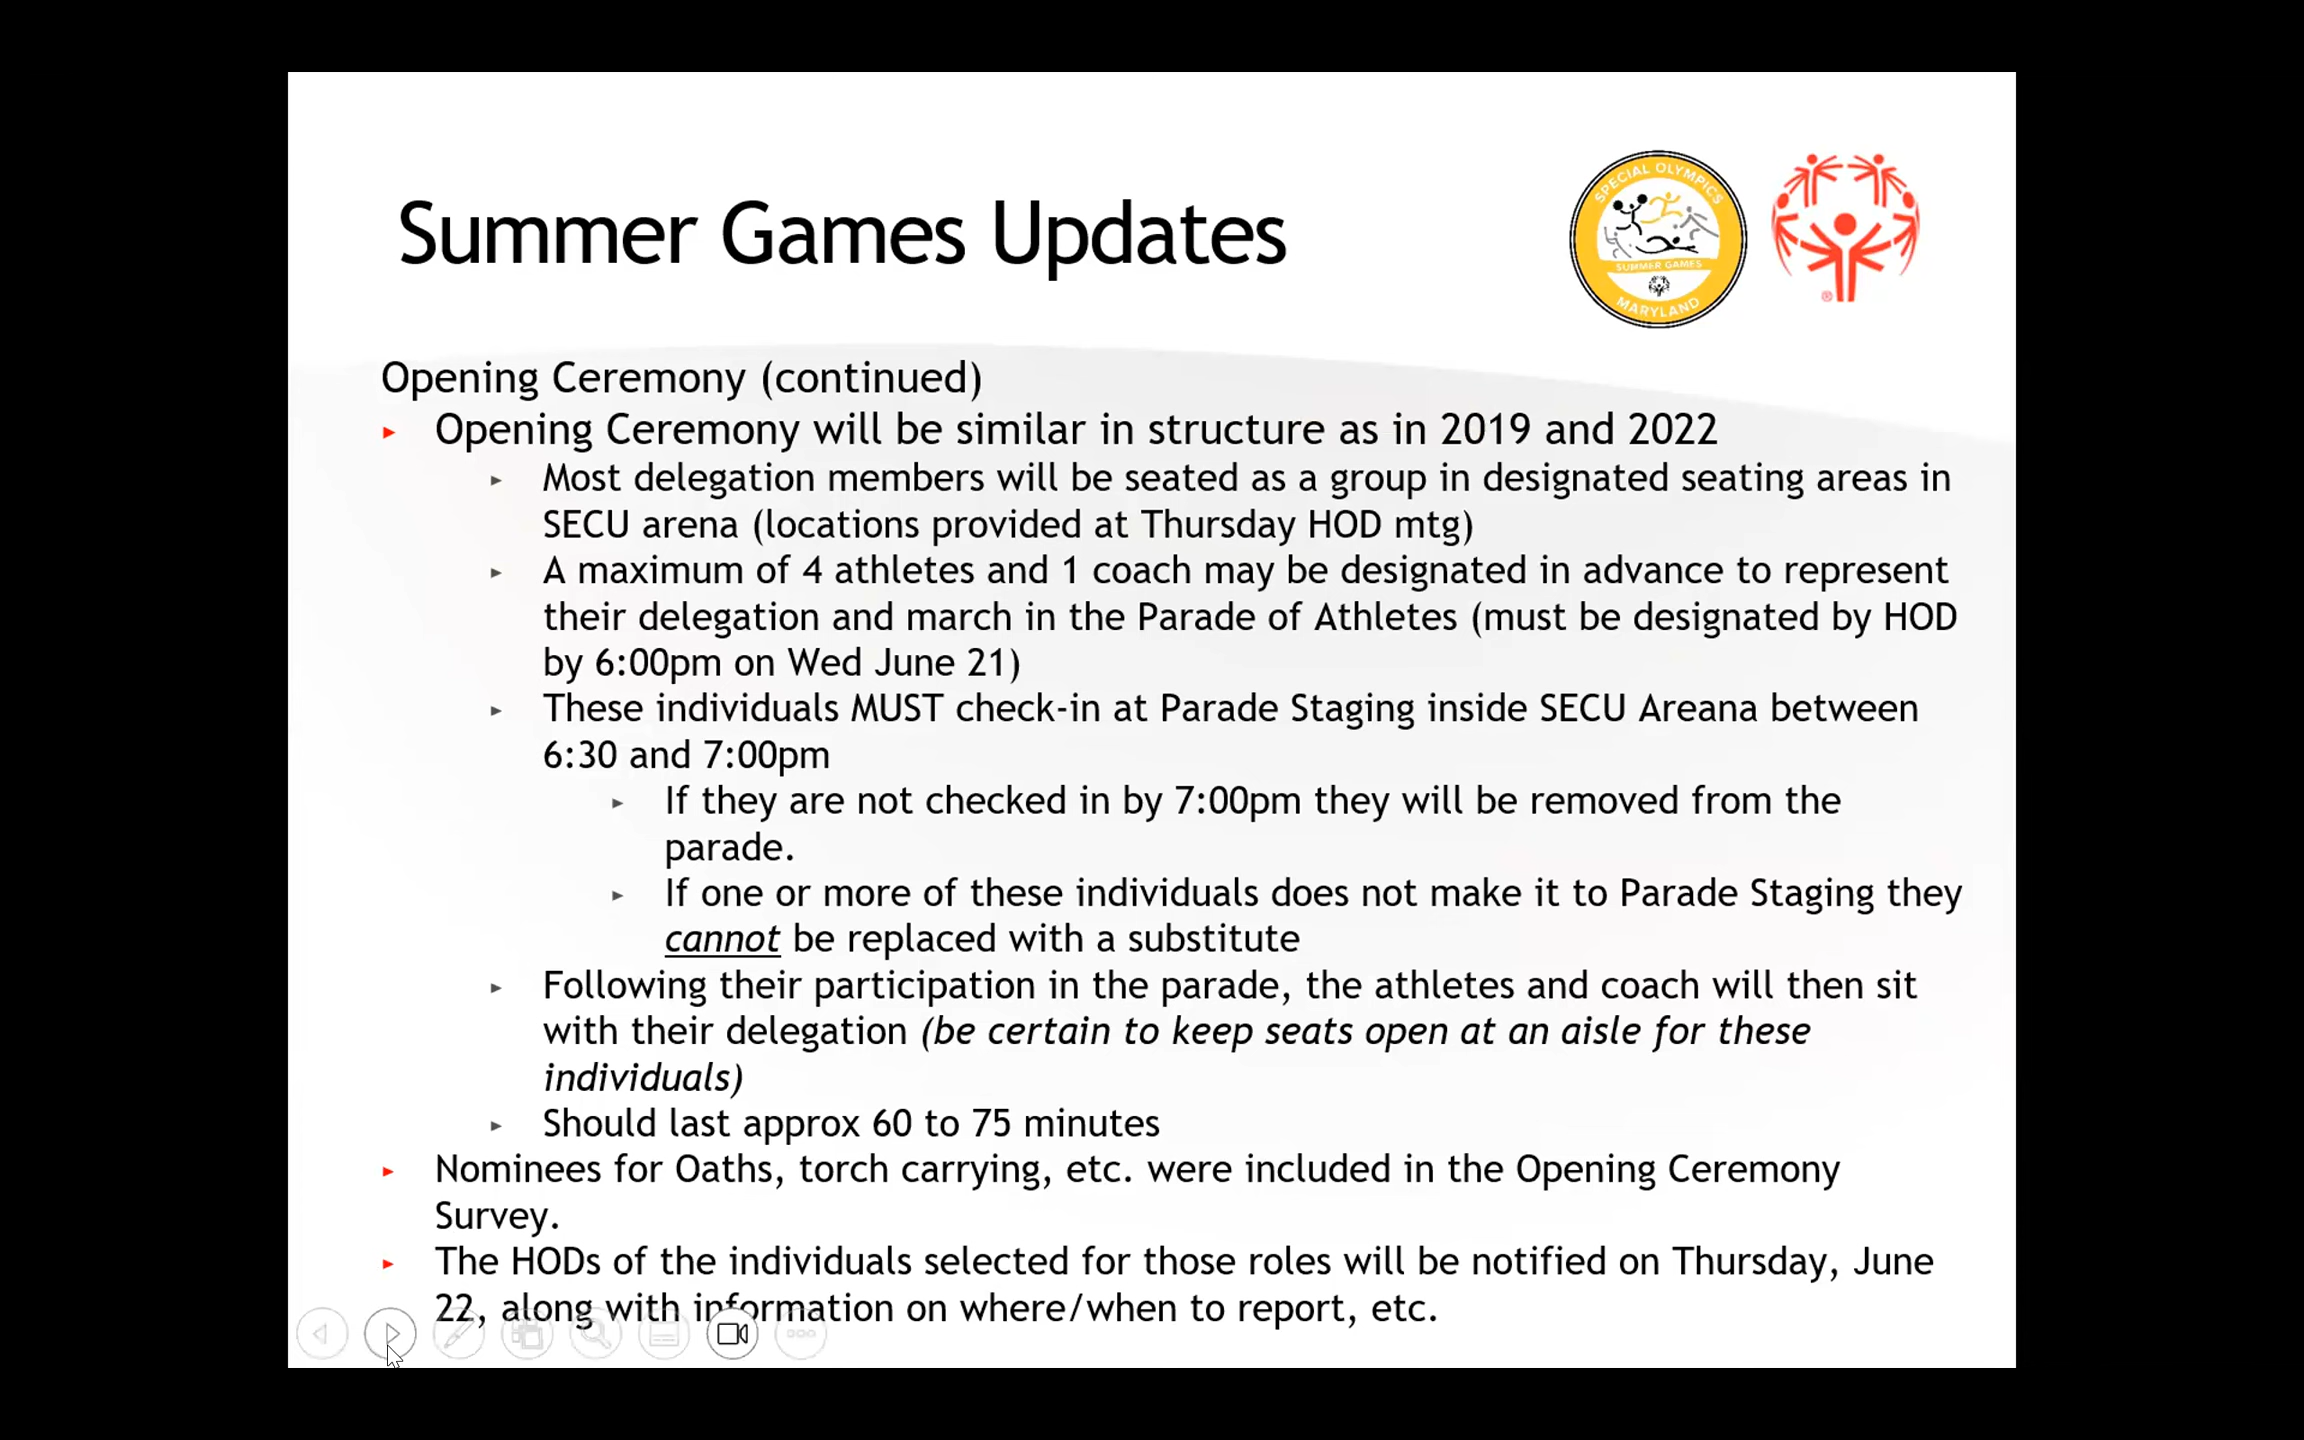 Summer Games Updates
SPECIAL OLYMPICS
SUMMER GAMES
MARYLAND
®
Opening Ceremony (continued)
Opening Ceremony will be similar in structure as in 2019 and 2022
Most delegation members will be seated as a group in designated seating areas in
SECU arena (locations provided at Thursday HOD mtg)
A maximum of 4 athletes and 1 coach may be designated in advance to represent
their delegation and march in the Parade of Athletes (must be designated by HOD
by 6:00pm on Wed June 21)
These individuals MUST check-in at Parade Staging inside SECU Areana between
6:30 and 7:00pm
If they are not checked in by 7:00pm they will be removed from the
parade.
If one or more of these individuals does not make it to Parade Staging they
cannot be replaced with a substitute
Following their participation in the parade, the athletes and coach will then sit
with their delegation (be certain to keep seats open at an aisle for these
individuals)
Should last approx 60 to 75 minutes
Nominees for Oaths, torch carrying, etc. were included in the Opening Ceremony
Survey.
The HODs of the individuals selected for those roles will be notified on Thursday, June
22, along with information on where/when to report, etc.